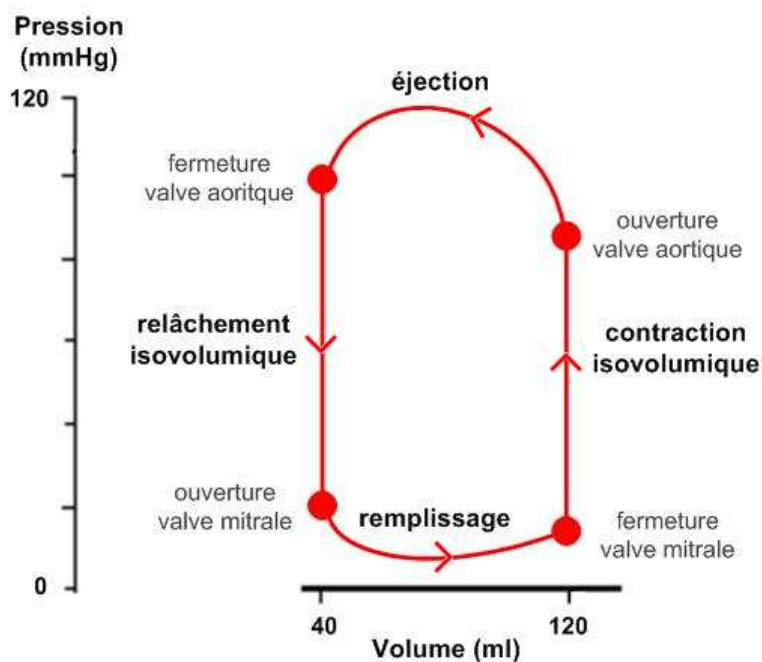 Pression
(mmHg)
120
éjection
fermeture
valve aoritque
ouverture
valve aortique
relâchement
isovolumique
contraction
isovolumique
ouverture
valve mitrale
remplissage
fermeture
valve mitrale
0
40
120
Volume (ml)